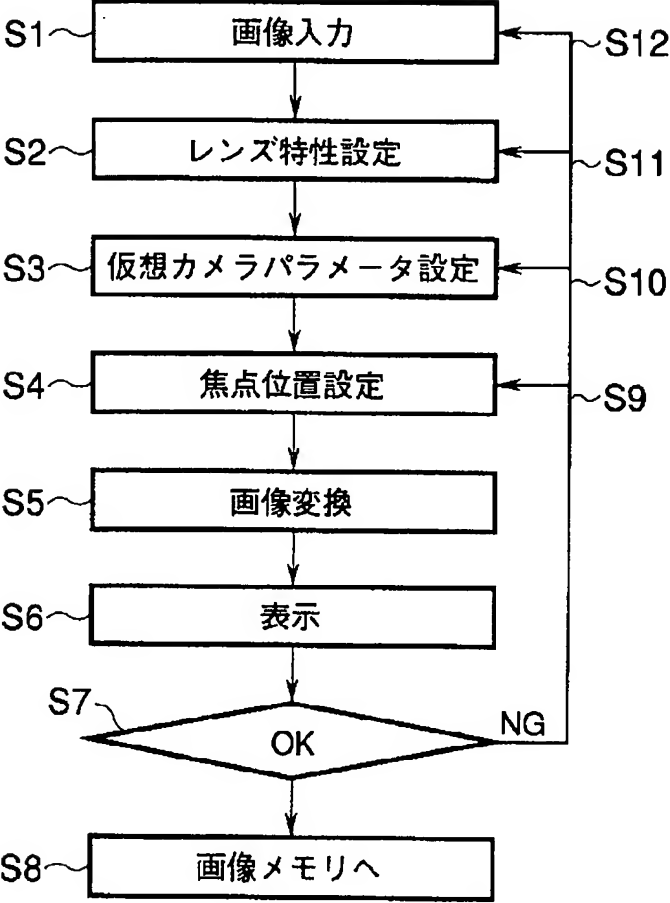 S1
画像入力
S12
S2
レンズ特性設定
S11
S3
仮想カメラパラメータ設定
S10
S4
焦点位置設定
S9
S5
画像変換
S6
表示
S7
OK
NG
S8
画像メモリへ